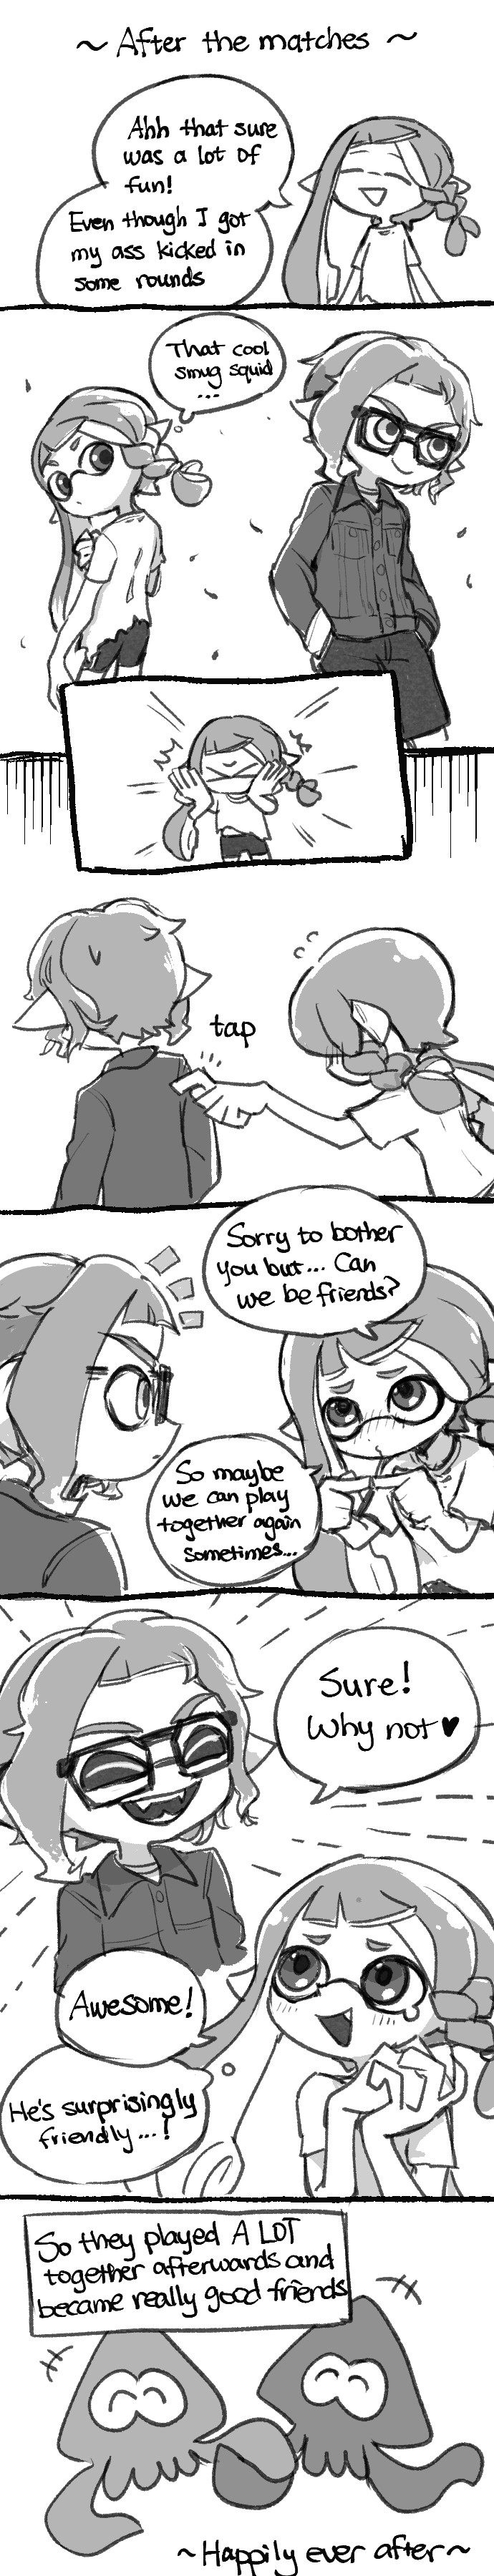 ~ After the matches ~
Ahh that sure
was a lot of
fun!
Even though I got
my ass kicked in
some rounds
That cool
smug squid
...
tap
Sorry to bother
you but... Can
we be friends?
So maybe
we can play
together again
sometimes...
Sure!
Why not ♥
Awesome!
He's surprisingly
friendly...!
So they played A LOT
together afterwards and
became really good friends
~Happily ever after~